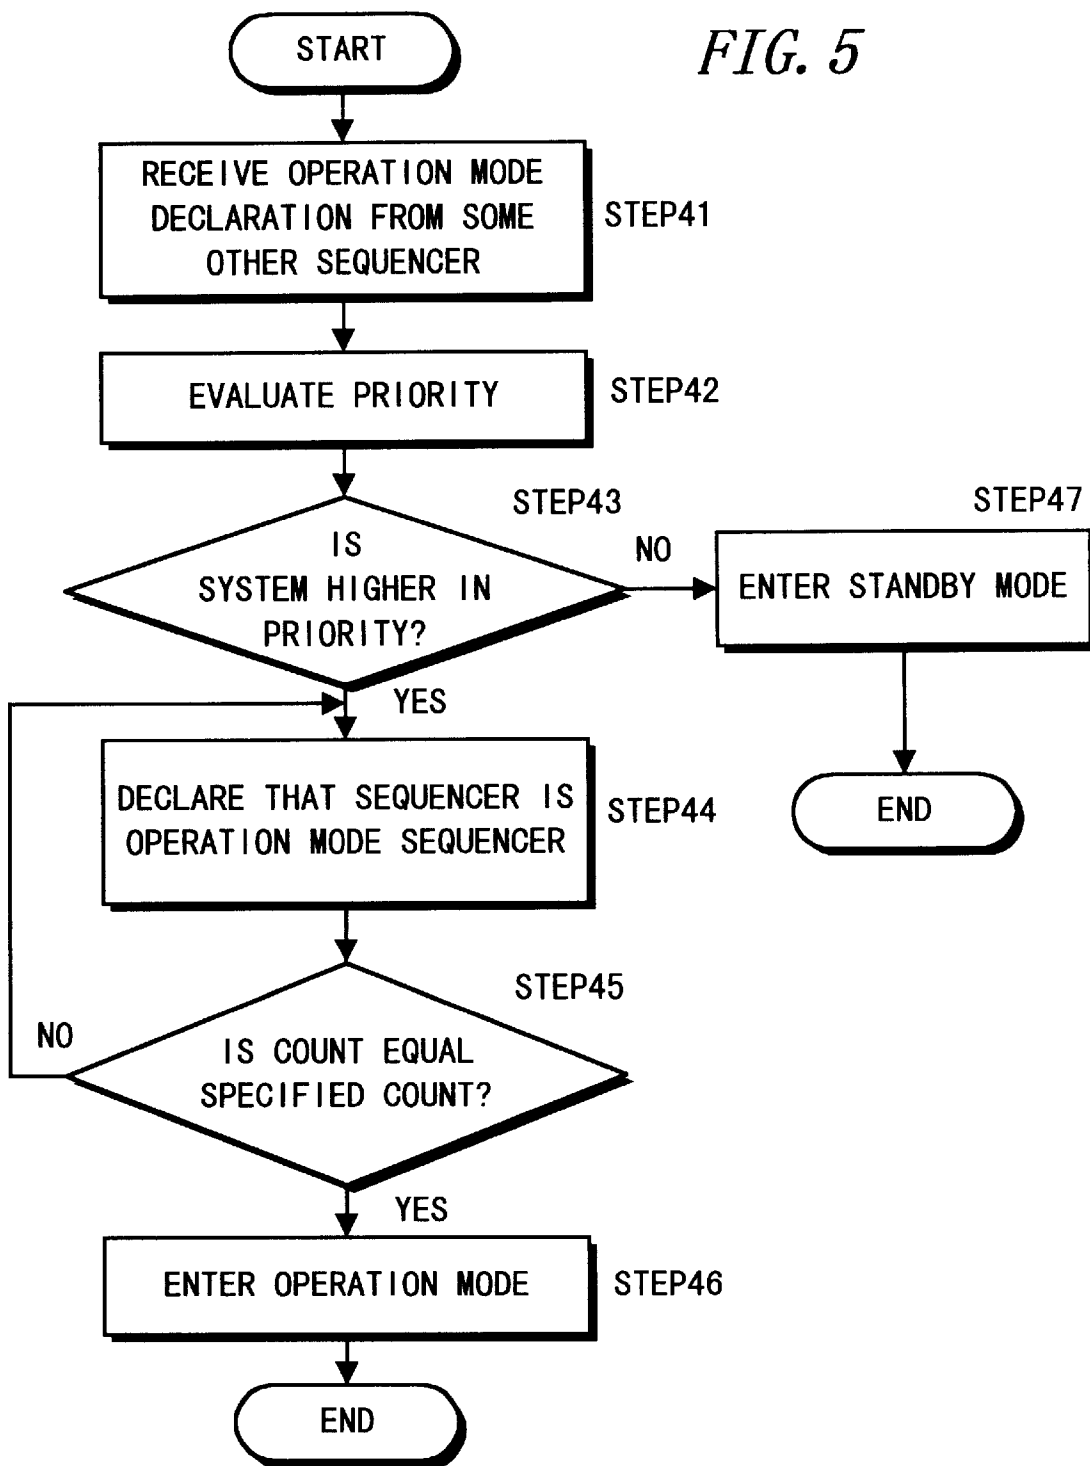 FIG. 5
START
RECEIVE OPERATION MODE
DECLARATION FROM SOME
OTHER SEQUENCER
STEP41
EVALUATE PRIORITY
STEP42
STEP43
IS
SYSTEM HIGHER IN
PRIORITY?
NO
STEP47
ENTER STANDBY MODE
END
YES
DECLARE THAT SEQUENCER IS
OPERATION MODE SEQUENCER
STEP44
STEP45
IS COUNT EQUAL
SPECIFIED COUNT?
NO
YES
ENTER OPERATION MODE
STEP46
END